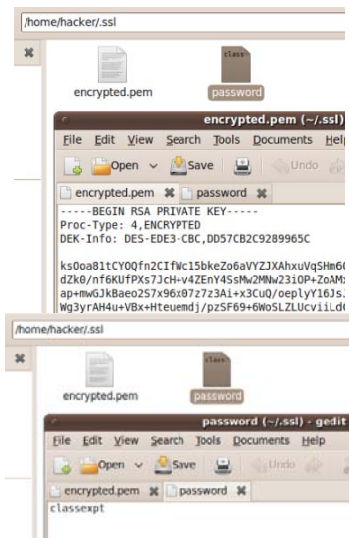 /home/hacker/.ssl
class
encrypted.pem password
encrypted.pem (~/.ssl)
File Edit View Search Tools Documents Help
Open Save Undo
encrypted.pem password
-----BEGIN RSA PRIVATE KEY-----
Proc-Type: 4,ENCRYPTED
DEK-Info: DES-EDE3-CBC,DD57CB2C9289965C
/home/hacker/.ssl
class
encrypted.pem password
password (~/.ssl) - gedit
File Edit View Search Tools Documents Help
Open Save Undo
encrypted.pem password
classexpt